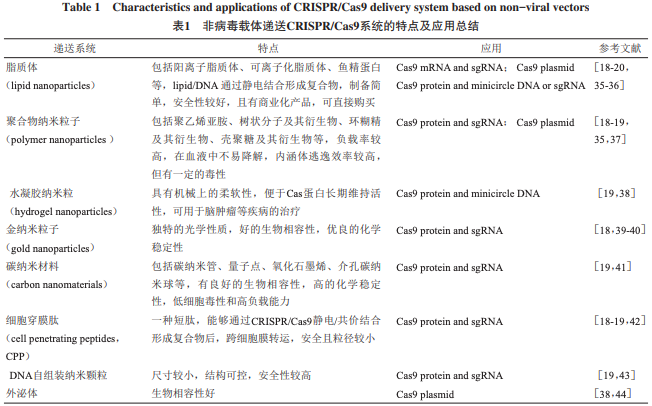 Table 1 Characteristics and applications of CRISPR/Cas9 delivery system based on non-viral vectors
表1 非病毒载体递送CRISPR/Cas9系统的特点及应用总结
递送系统 特点 应用 参考文献
脂质体 包括阳离子脂质体、可离子化脂质体、鱼精蛋白 Cas9 mRNA and sgRNA； Cas9 plasmid [18-20,
(lipid nanoparticles) 等，lipid/DNA 通过静电结合形成复合物，制备简 Cas9 protein and minicircle DNA or sgRNA 35-36]
单，安全性较好，且有商业化产品，可直接购买
聚合物纳米粒子 包括聚乙烯亚胺、树状分子及其衍生物、环糊精 Cas9 protein and sgRNA； Cas9 plasmid [18-19,
(polymer nanoparticles ) 及其衍生物、壳聚糖及其衍生物等，负载率较 35,37]
高，在血液中不易降解，内涵体逃逸效率较高，
但有一定的毒性
水凝胶纳米粒 具有机械上的柔软性，便于Cas蛋白长期维持活 Cas9 protein and minicircle DNA [19,38]
(hydrogel nanoparticles) 性，可用于脑肿瘤等疾病的治疗
金纳米粒子 独特的光学性质，好的生物相容性，优良的化学 Cas9 protein and sgRNA [18,39-40]
(gold nanoparticles) 稳定性
碳纳米材料 包括碳纳米管、量子点、氧化石墨烯、介孔碳纳 Cas9 protein and sgRNA [19,41]
(carbon nanomaterials) 米球等，有良好的生物相容性，高的化学稳定
性，低细胞毒性和高负载能力
细胞穿膜肽 一种短肽，能够通过CRISPR/Cas9静电/共价结合 Cas9 protein and sgRNA [18-19,42]
(cell penetrating peptides, 形成复合物后，跨细胞膜转运，安全且粒径较小
CPP)
DNA自组装纳米颗粒 尺寸较小，结构可控，安全性较高 Cas9 protein and sgRNA [19,43]
外泌体 生物相容性好 Cas9 plasmid [38,44]